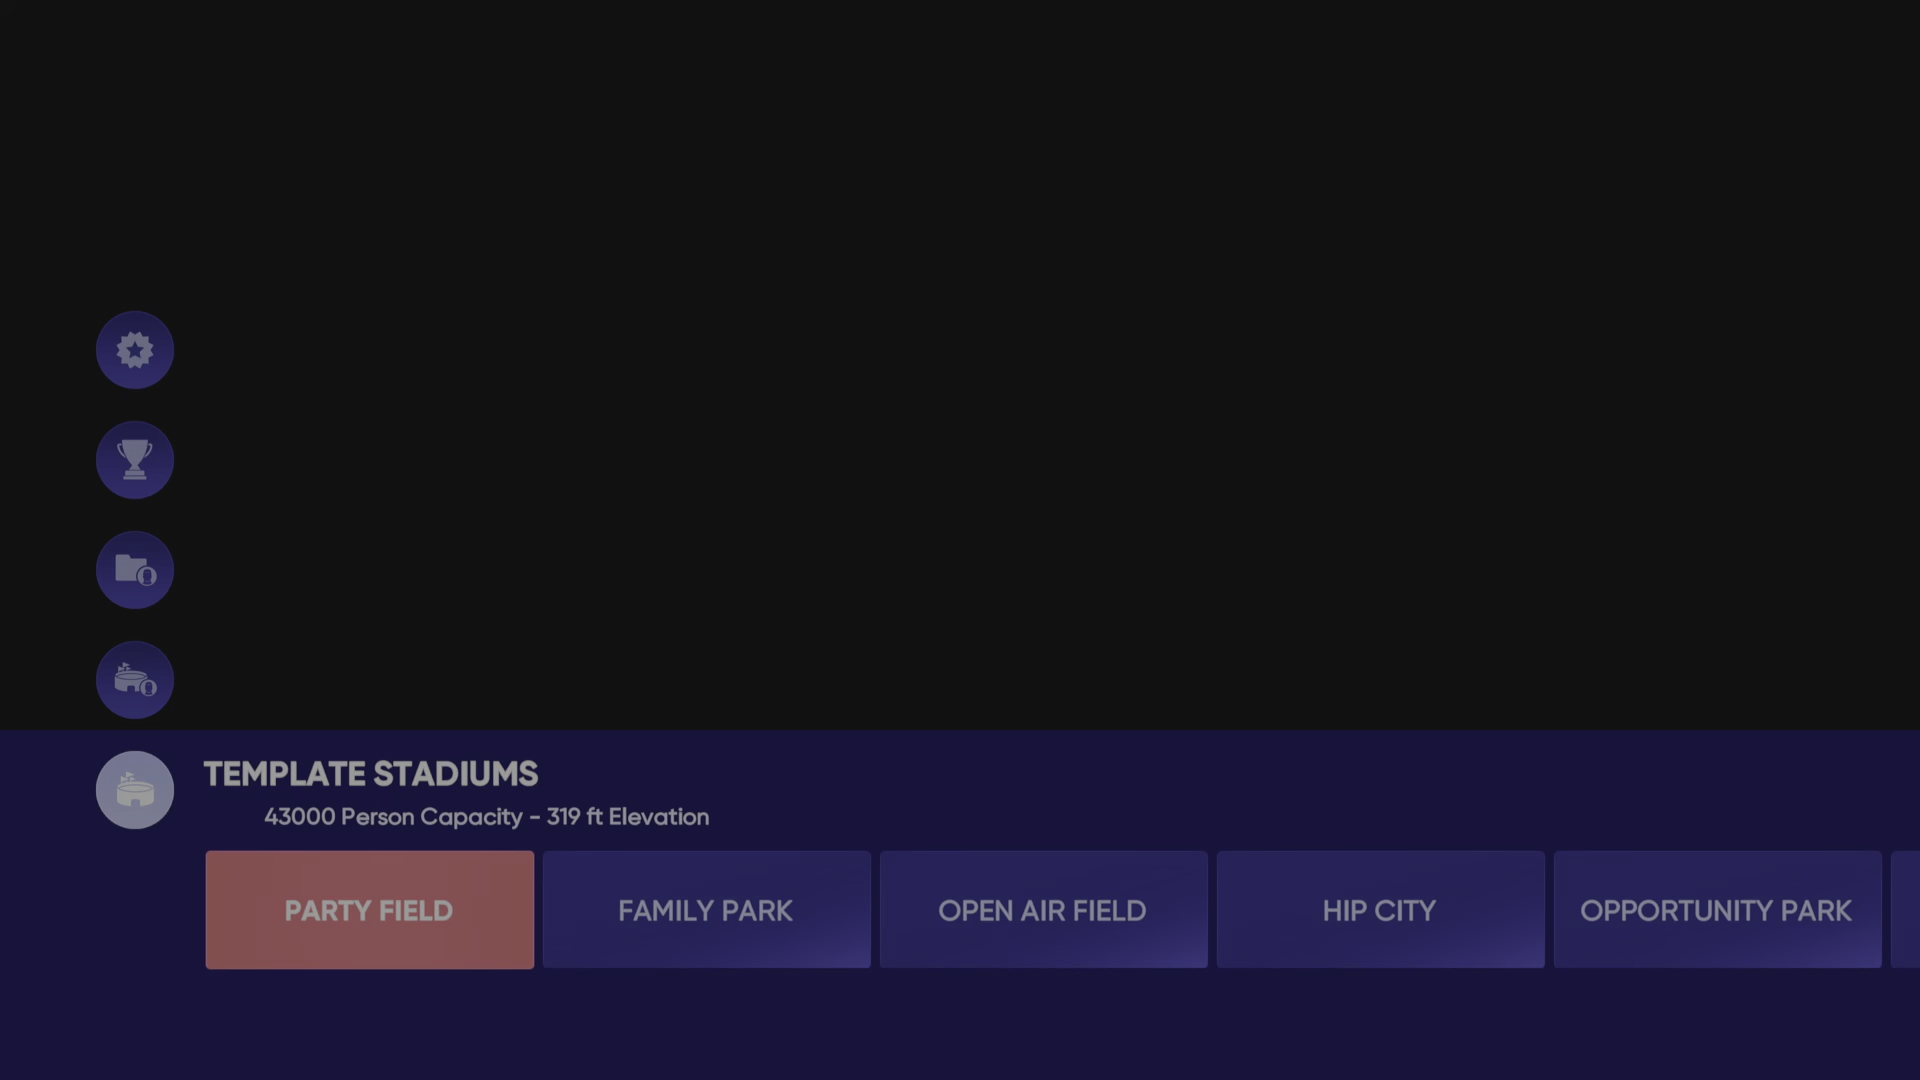 TEMPLATE STADIUMS
43000 Person Capacity - 319 ft Elevation
PARTY FIELD
FAMILY PARK
OPEN AIR FIELD
HIP CITY
OPPORTUNITY PARK